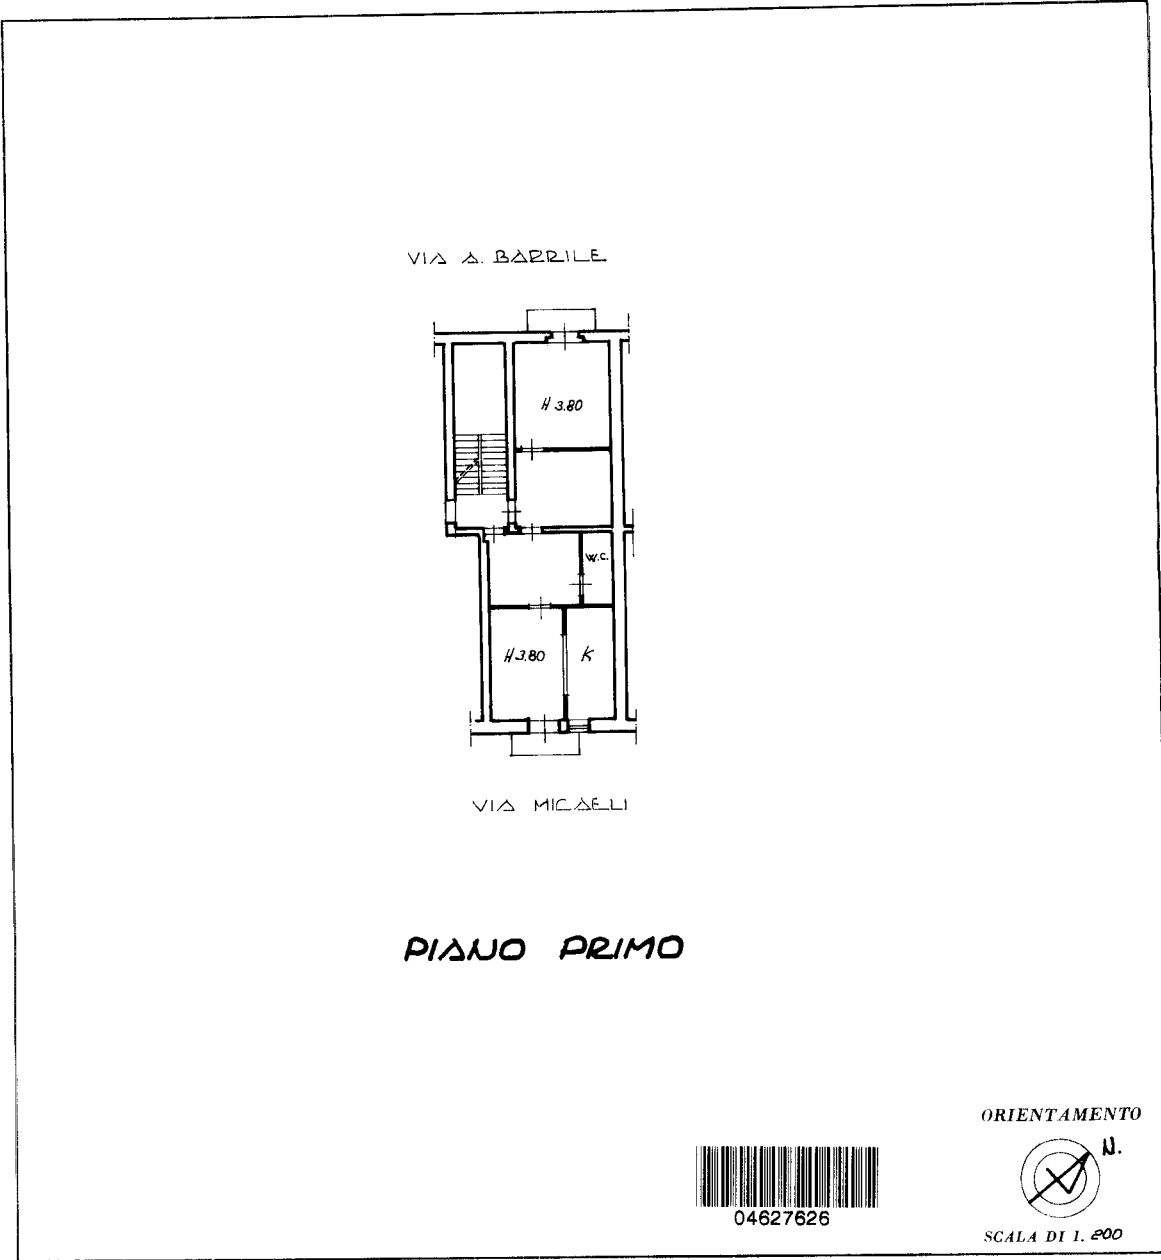 VIA A. BARRILE
H 3.80
W.C.
H 3.80
K
VIA MICAELI
PIANO PRIMO
ORIENTAMENTO
N.
04627626
SCALA DI 1. 200